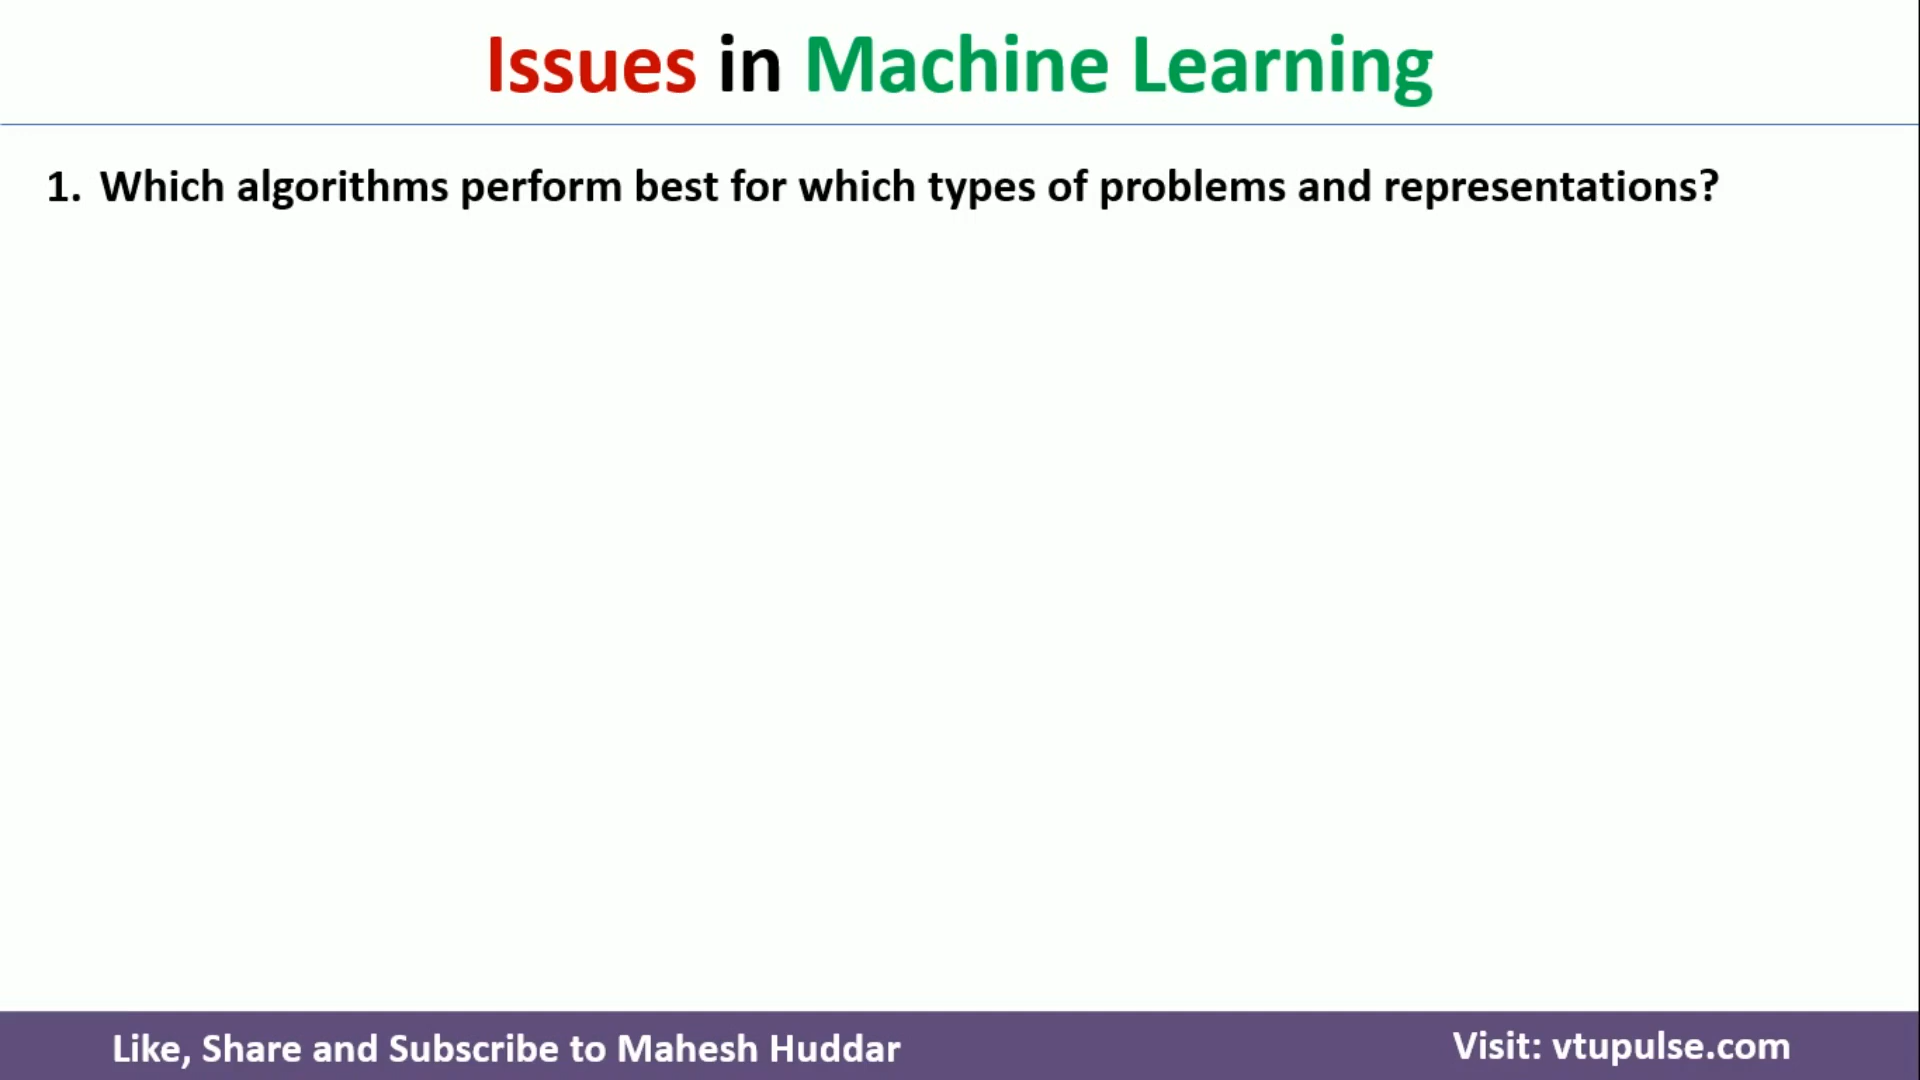 Issues in Machine Learning
1. Which algorithms perform best for which types of problems and representations?
Like, Share and Subscribe to Mahesh Huddar
Visit: vtupulse.com